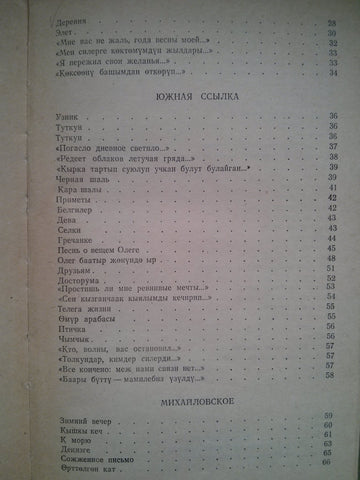 Деревня 28
Элет 30
«Мне вас не жаль, года весны моей...» 32
«Мен силерге көктөмүмдүн жылдары...» 33
«Я пережил свои желанья...» 33
«Көксөөнү башымдан өткөрүп...» 34
ЮЖНАЯ ССЫЛКА
Узник 36
Туткун 36
Туткун 36
«Погасло дневное светило...» 37
«Редеет облаков летучая гряда...» 38
«Кырка тартып суюлуп учкан булут булайган...» 39
Черная шаль 39
Кара шалы 41
Приметы 42
Белгилер 42
Дева 43
Селки 43
Гречанке 44
Песнь о вещем Олеге 45
Олег баатыр жөнүндө ыр 48
Друзьям 51
Досторума 52
«Простишь ли мне ревнивые мечты...» 53
«Сен кызганчаак кыялымды кечирип...» 54
Телега жизни 55
Өмүр арабасы 55
Птичка 56
Чымчык 56
«Кто, волны, вас остановил...» 57
«Толкундар, кимдер силерди...» 57
«Все кончено: меж нами связи нет...» 57
«Баары бүттү — мамилебиз үзүлдү...» 58
МИХАЙЛОВСКОЕ
Зимний вечер 59
Кышкы кеч 60
К морю 61
Деңизге 63
Сожженное письмо 65
Өрттөлгөн кат 66